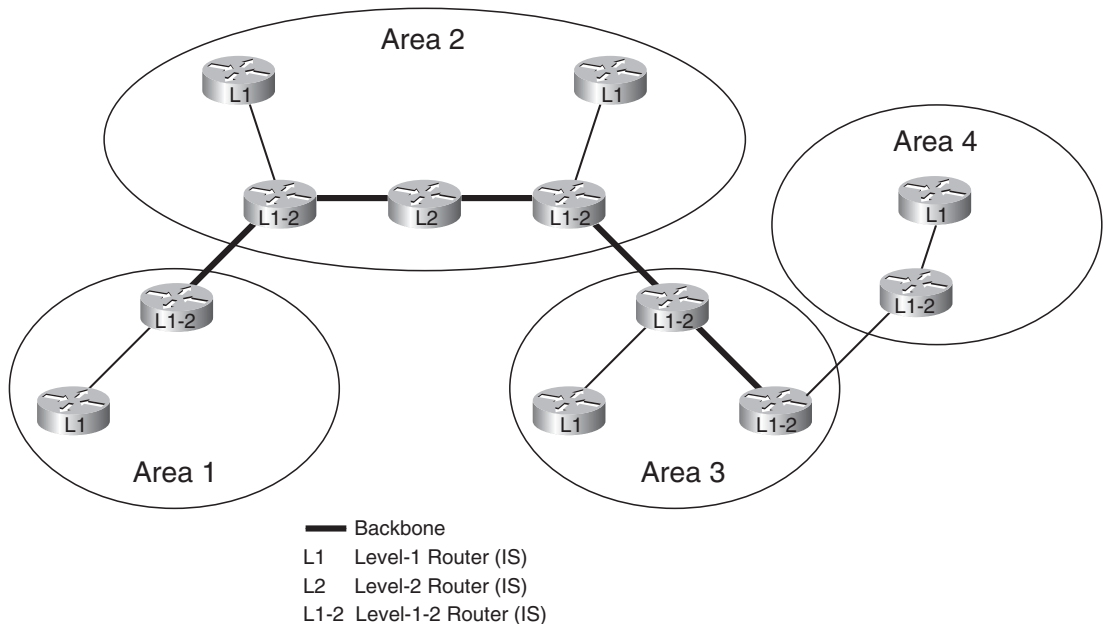 Area 2
L1
L1
Area 4
L1
L1-2
L2
L1-2
L1-2
L1-2
L1-2
L1
L1
L1-2
Area 1
Area 3
Backbone
L1 Level-1 Router (IS)
L2 Level-2 Router (IS)
L1-2 Level-1-2 Router (IS)